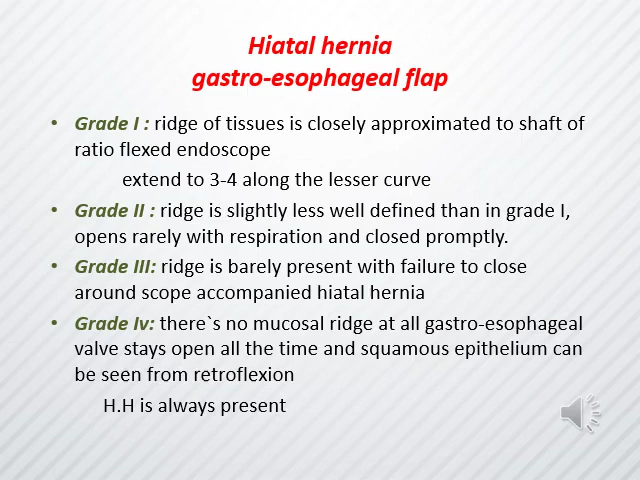 Hiatal hernia
gastro-esophageal flap
• Grade I : ridge of tissues is closely approximated to shaft of
ratio flexed endoscope
extend to 3-4 along the lesser curve
• Grade II : ridge is slightly less well defined than in grade I,
opens rarely with respiration and closed promptly.
• Grade III: ridge is barely present with failure to close
around scope accompanied hiatal hernia
• Grade Iv: there`s no mucosal ridge at all gastro-esophageal
valve stays open all the time and squamous epithelium can
be seen from retroflexion
H.H is always present